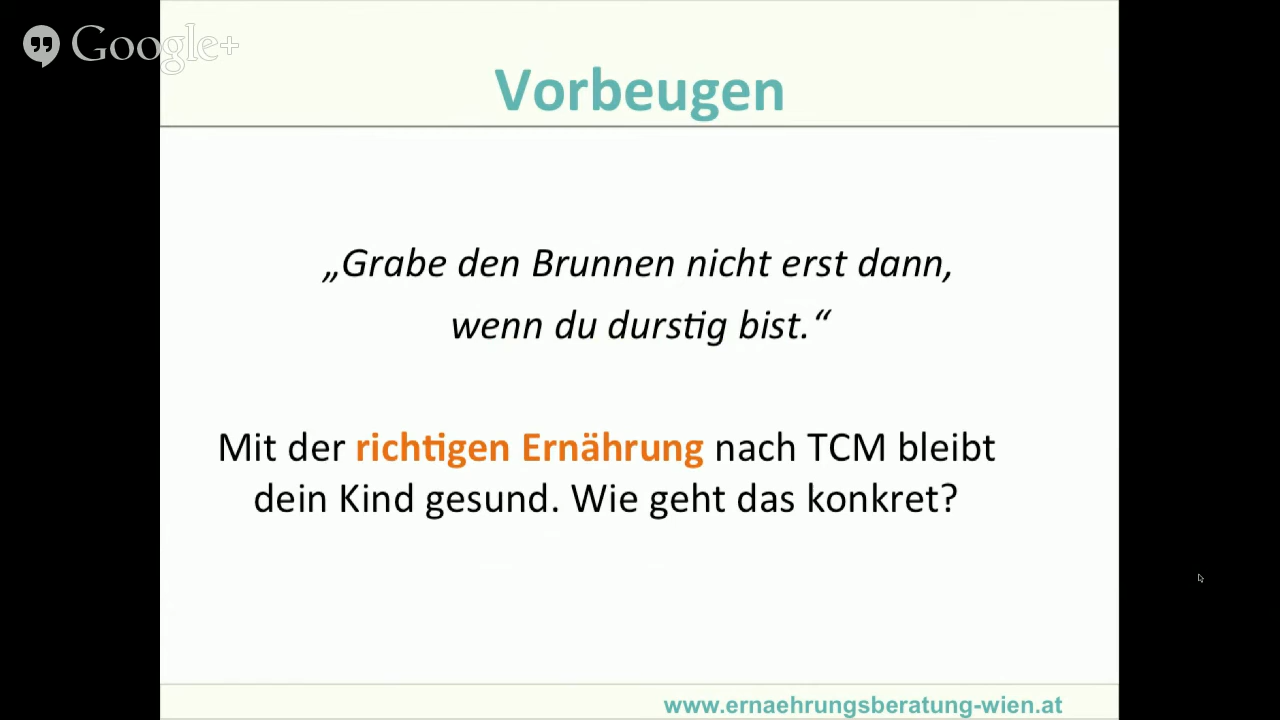 Google+
Vorbeugen
„Grabe den Brunnen nicht erst dann,
wenn du durstig bist.“
Mit der richtigen Ernährung nach TCM bleibt
dein Kind gesund. Wie geht das konkret?
www.ernaehrungsberatung-wien.at